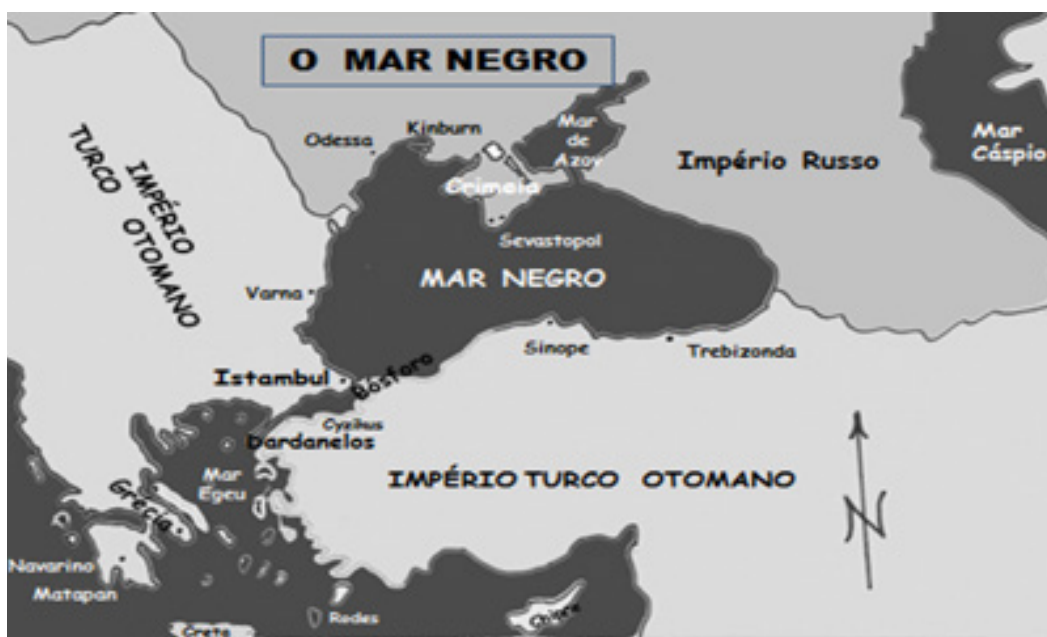 O MAR NEGRO
Odessa
Kinburn
Mar
de
Azov
Mar
Cáspio
Império Russo
Crimeia
IMPÉRIO
TURCO OTOMANO
Sevastopol
MAR NEGRO
Varna
Sinope
Trebizonda
Istambul
Bósforo
Cyzikus
Dardanelos
Mar
Egeu
IMPÉRIO TURCO OTOMANO
Grécia
N
Navarino
Matapan
Rodes
Chipre
Creta